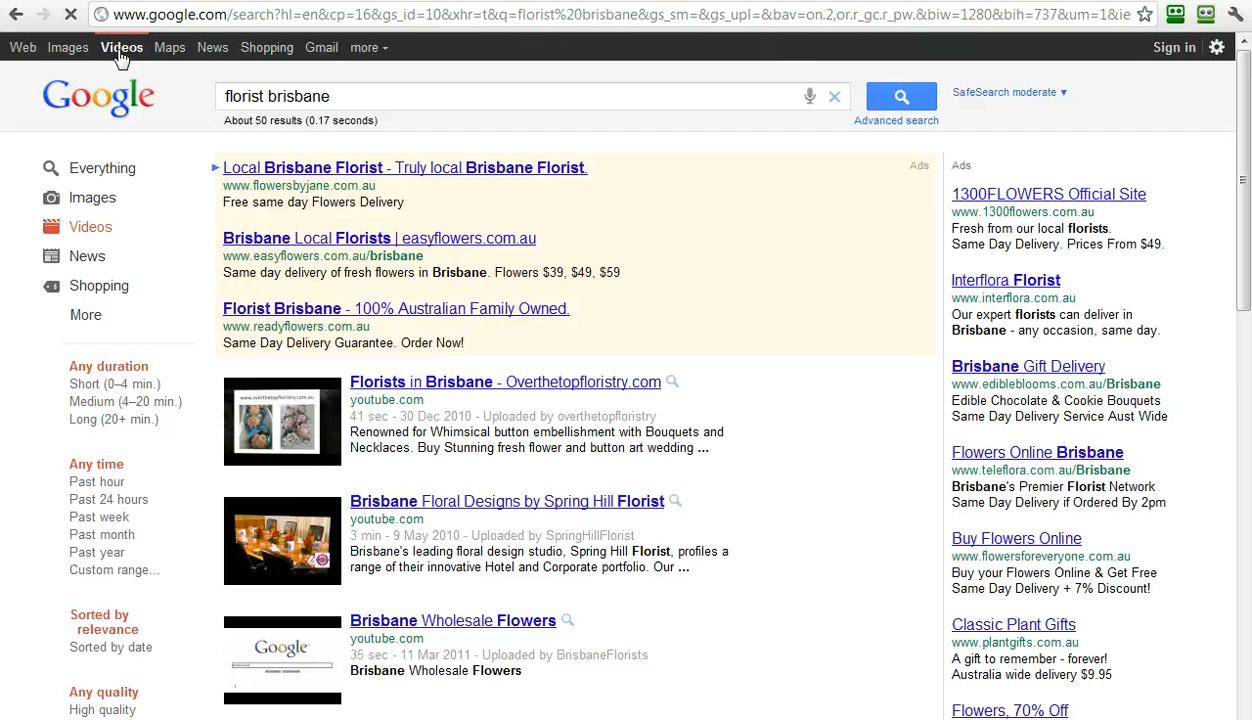 www.google.com/search?hl=en&cp=16&gs_id=10&xhr=t&q=florist%20brisbane&gs_sm=&gs_upl=&bav=on.2,or.r_gc.r_pw.&biw=1280&bih=737&um=1&ie
Web Images Videos Maps News Shopping Gmail more Sign in
Google
florist brisbane
SafeSearch moderate
About 50 results (0.17 seconds)
Advanced search
Everything
Images
Videos
News
Shopping
More
Any duration
Short (0–4 min.)
Medium (4–20 min.)
Long (20+ min.)
Any time
Past hour
Past 24 hours
Past week
Past month
Past year
Custom range...
Sorted by
relevance
Sorted by date
Any quality
High quality
Ads
Local Brisbane Florist - Truly local Brisbane Florist.
www.flowersbyjane.com.au
Free same day Flowers Delivery
Brisbane Local Florists | easyflowers.com.au
www.easyflowers.com.au/brisbane
Same day delivery of fresh flowers in Brisbane. Flowers $39, $49, $59
Florist Brisbane - 100% Australian Family Owned.
www.readyflowers.com.au
Same Day Delivery Guarantee. Order Now!
www.overthetopfloristry.com.au
Florists in Brisbane - Overthetopfloristry.com
youtube.com
41 sec - 30 Dec 2010 - Uploaded by overthetopfloristry
Renowned for Whimsical button embellishment with Bouquets and
Necklaces. Buy Stunning fresh flower and button art wedding ...
Brisbane Floral Designs by Spring Hill Florist
youtube.com
3 min - 9 May 2010 - Uploaded by SpringHillFlorist
Brisbane's leading floral design studio, Spring Hill Florist, profiles a
range of their innovative Hotel and Corporate portfolio. Our ...
Google
Brisbane Wholesale Flowers
youtube.com
35 sec - 11 Mar 2011 - Uploaded by BrisbaneFlorists
Brisbane Wholesale Flowers
Ads
1300FLOWERS Official Site
www.1300flowers.com.au
Fresh from our local florists.
Same Day Delivery. Prices From $49.
Interflora Florist
www.interflora.com.au
Our expert florists can deliver in
Brisbane - any occasion, same day.
Brisbane Gift Delivery
www.edibleblooms.com.au/Brisbane
Edible Chocolate & Cookie Bouquets
Same Day Delivery Service Aust Wide
Flowers Online Brisbane
www.teleflora.com.au/Brisbane
Brisbane's Premier Florist Network
Same Day Delivery if Ordered By 2pm
Buy Flowers Online
www.flowersforeveryone.com.au
Buy your Flowers Online & Get Free
Same Day Delivery + 7% Discount!
Classic Plant Gifts
www.plantgifts.com.au
A gift to remember - forever!
Australia wide delivery $9.95
Flowers, 70% Off